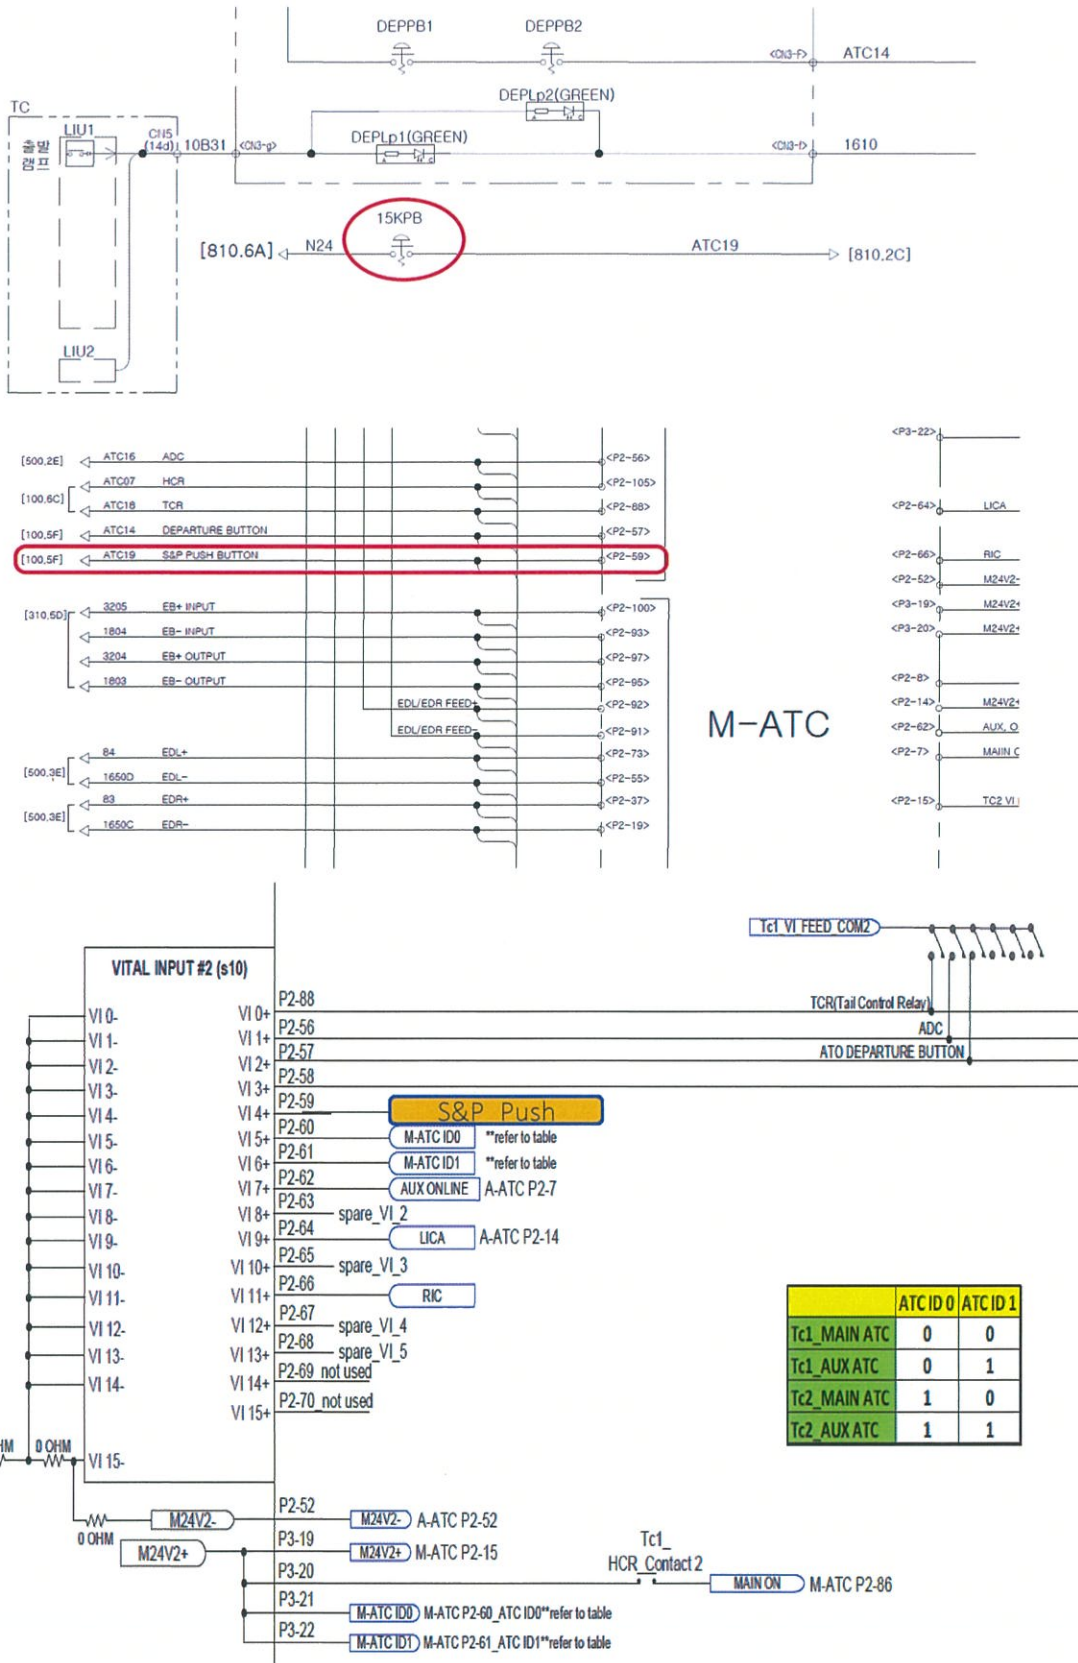 DEPPB1 DEPPB2
<CN3-F> ATC14
TC
DEPLp2(GREEN)
LIU1
출발
램프
CN5
(14d) 10B31 <CN3-g> DEPLp1(GREEN) <CN3-f> 1610
15KPB
[810.6A] N24 ATC19 [810.2C]
LIU2
[500.2E] ATC16 ADC <P2-56>
ATC07 HCR <P2-105>
[100.6C]
ATC18 TCR <P2-88>
[100.5F] ATC14 DEPARTURE BUTTON <P2-57>
[100.5F] ATC19 S&P PUSH BUTTON <P2-59>
[310.5D] 3205 EB+ INPUT <P2-100>
1804 EB- INPUT <P2-93>
3204 EB+ OUTPUT <P2-97>
1803 EB- OUTPUT <P2-95>
EDL/EDR FEED+ <P2-92>
EDL/EDR FEED- <P2-91>
84 EDL+ <P2-73>
[500.3E]
1650D EDL- <P2-55>
83 EDR+ <P2-37>
[500.3E]
1650C EDR- <P2-19>
M-ATC
<P3-22>
<P2-64> LICA
<P2-66> RIC
<P2-52> M24V2-
<P3-19> M24V2+
<P3-20> M24V2+
<P2-8>
<P2-14> M24V2+
<P2-62> AUX, O
<P2-7> MAIIN C
<P2-15> TC2 VI
Tc1_VI_FEED_COM2
VITAL INPUT #2 (s10)
VI 0- VI 0+ P2-88 TCR(Tail Control Relay)
VI 1- VI 1+ P2-56 ADC
VI 2- VI 2+ P2-57 ATO DEPARTURE BUTTON
VI 3- VI 3+ P2-58
VI 4- VI 4+ P2-59 S&P Push
VI 5- VI 5+ P2-60 M-ATC ID0 **refer to table
VI 6- VI 6+ P2-61 M-ATC ID1 **refer to table
VI 7- VI 7+ P2-62 AUX ONLINE A-ATC P2-7
VI 8- VI 8+ P2-63 spare_VI_2
VI 9- VI 9+ P2-64 LICA A-ATC P2-14
VI 10- VI 10+ P2-65 spare_VI_3
VI 11- VI 11+ P2-66 RIC
VI 12- VI 12+ P2-67 spare_VI_4
VI 13- VI 13+ P2-68 spare_VI_5
VI 14- VI 14+ P2-69_not used
VI 15+ P2-70_not used
HM 0 OHM VI 15-
ATC ID 0 ATC ID 1
Tc1_MAIN ATC 0 0
Tc1_AUX ATC 0 1
Tc2_MAIN ATC 1 0
Tc2_AUX ATC 1 1
0 OHM M24V2- P2-52 M24V2- A-ATC P2-52
M24V2+ P3-19 M24V2+ M-ATC P2-15
Tc1_
HCR_Contact 2
P3-20 MAIN ON M-ATC P2-86
P3-21 M-ATC ID0 M-ATC P2-60_ATC ID0**refer to table
P3-22 M-ATC ID1 M-ATC P2-61_ATC ID1**refer to table